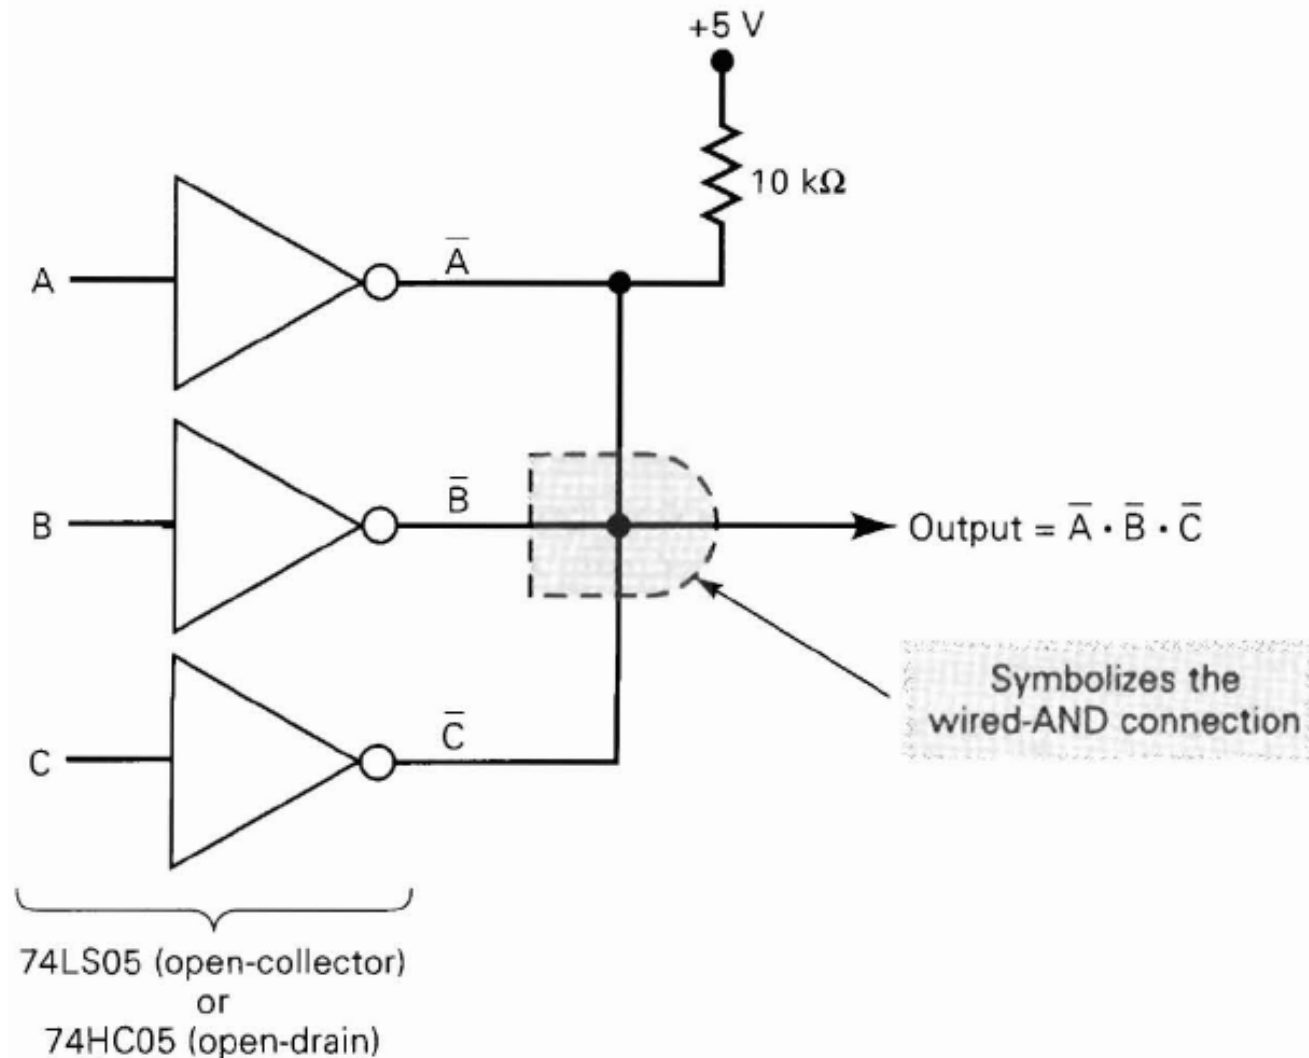 +5 V
10 kΩ
A
A̅
B
B̅
Output = A̅ · B̅ · C̅
Symbolizes the
wired-AND connection
C
C̅
74LS05 (open-collector)
or
74HC05 (open-drain)